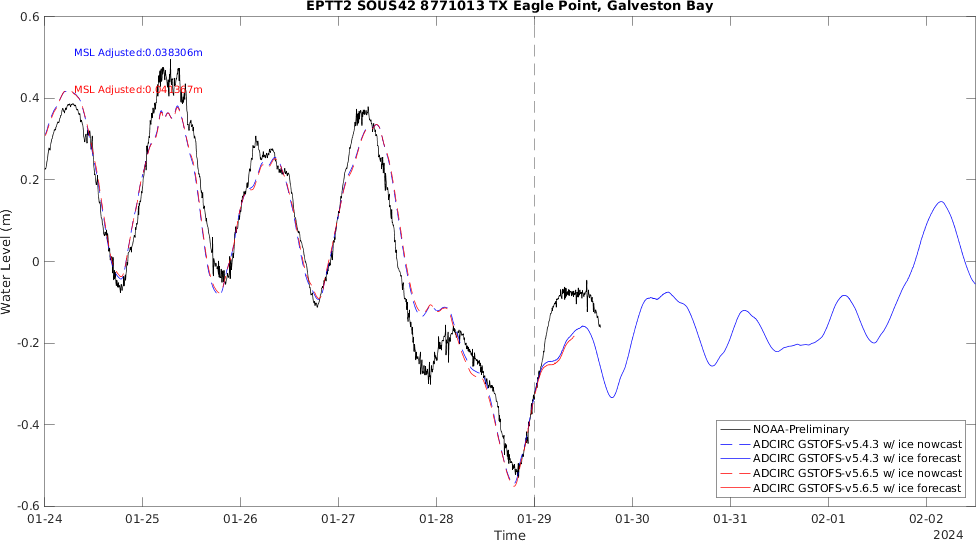 EPTT2 SOUS42 8771013 TX Eagle Point, Galveston Bay
0.6
0.4
0.2
0
-0.2
-0.4
-0.6
Water Level (m)
MSL Adjusted:0.038306m
MSL
NOAA-Preliminary
ADCIRC GSTOFS-v5.4.3 w/ ice nowcast
ADCIRC GSTOFS-v5.4.3 w/ ice forecast
ADCIRC GSTOFS-v5.6.5 w/ ice nowcast
ADCIRC GSTOFS-v5.6.5 w/ ice forecast
01-24 01-25 01-26 01-27 01-28 01-29 01-30 01-31 02-01 02-02
Time
2024